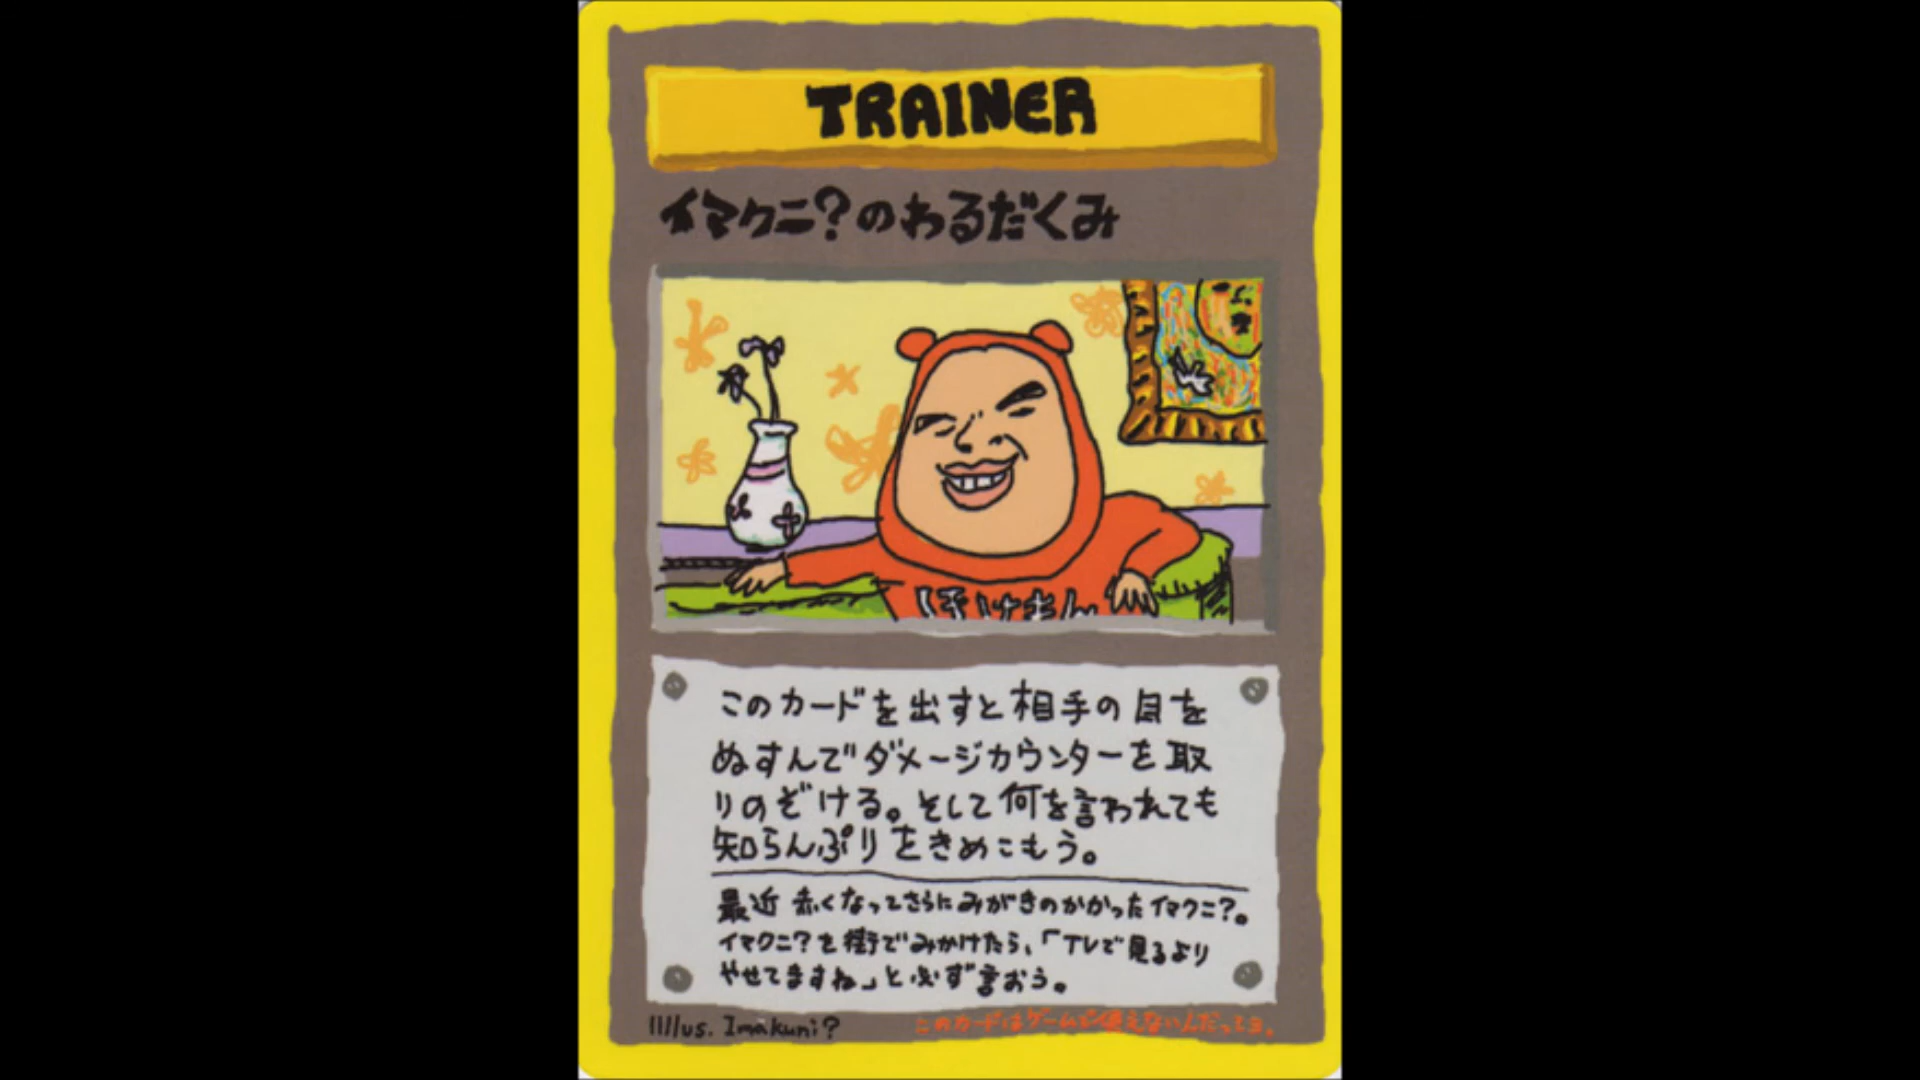 TRAINER
イマクニ?のわるだくみ
ぽけもん
このカードを出すと相手の目を
ぬすんでダメージカウンターを取
りのぞける。そして何を言われても
知らんぷりをきめこもう。
最近 赤くなってさらにみがきのかかったイマクニ?。
イマクニ?を街でみかけたら、「TVで見るより
やせてますね」と必ず言おう。
Illus. Imakuni?
このカードはゲームで使えないんだってヨ。